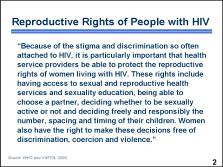 Reproductive Rights of People with HIV
“Because of the stigma and discrimination so often
attached to HIV, it is particularly important that health
service providers be able to protect the reproductive
rights of women living with HIV. These rights include
having access to sexual and reproductive health
services and sexuality education, being able to
choose a partner, deciding whether to be sexually
active or not and deciding freely and responsibly the
number, spacing and timing of their children. Women
also have the right to make these decisions free of
discrimination, coercion and violence.”
2